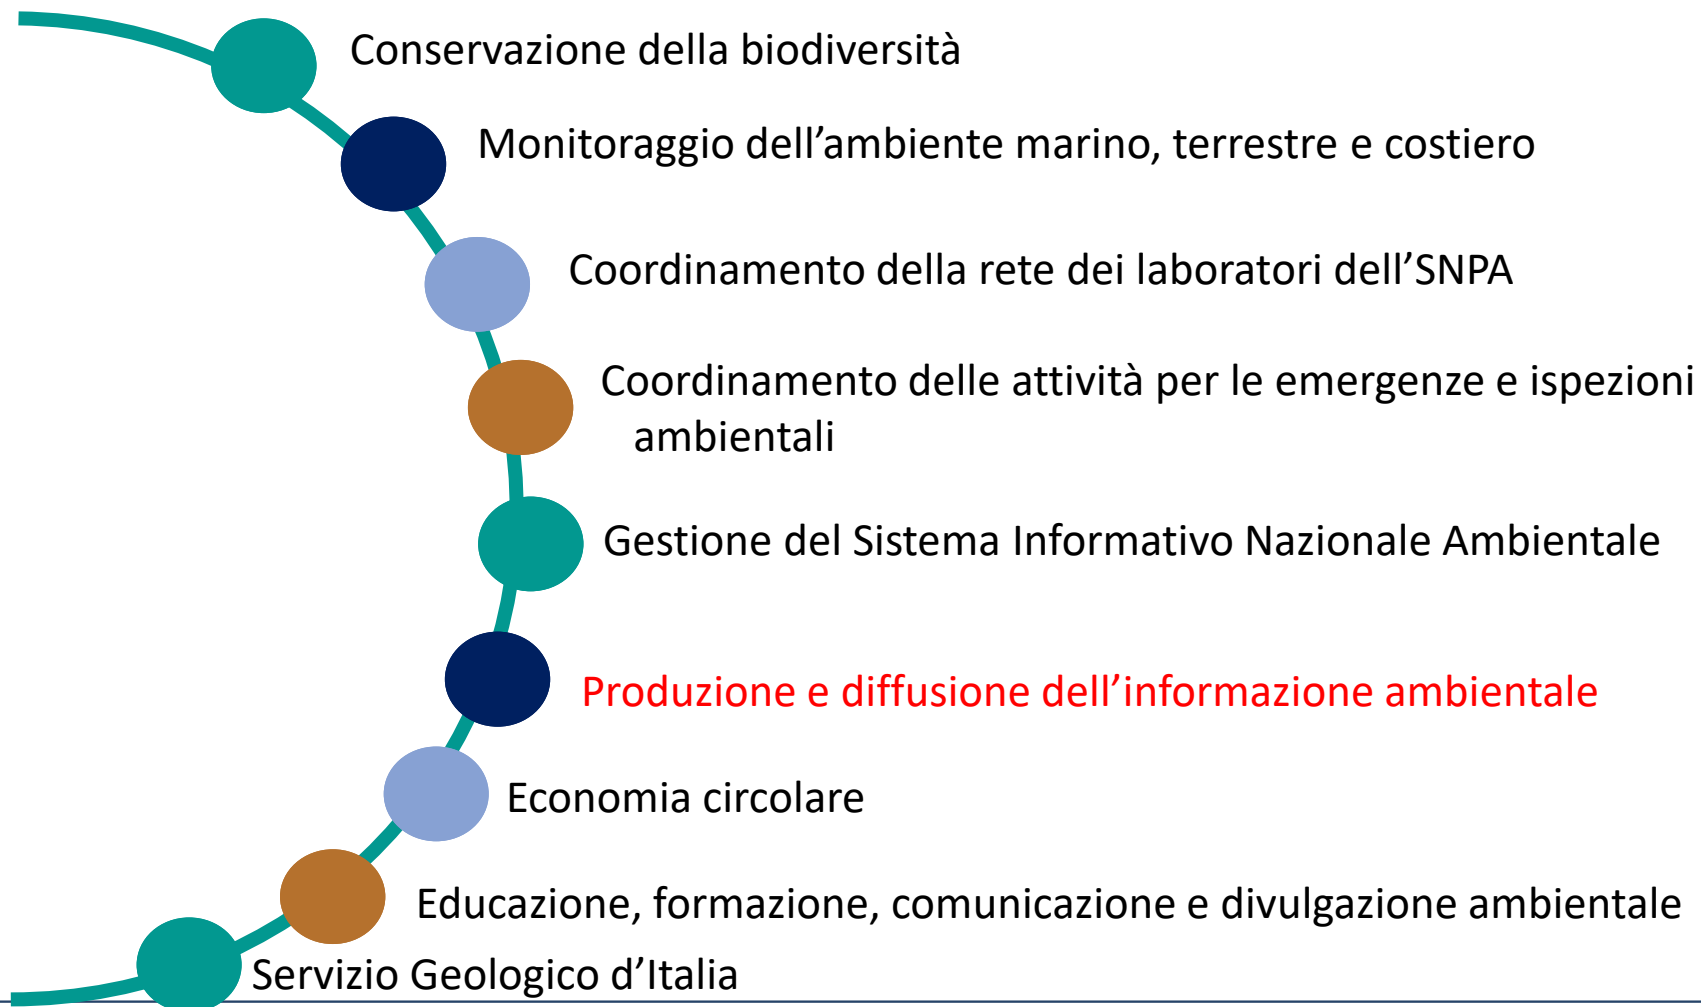 Conservazione della biodiversità
Monitoraggio dell’ambiente marino, terrestre e costiero
Coordinamento della rete dei laboratori dell’SNPA
Coordinamento delle attività per le emergenze e ispezioni
ambientali
Gestione del Sistema Informativo Nazionale Ambientale
Produzione e diffusione dell’informazione ambientale
Economia circolare
Educazione, formazione, comunicazione e divulgazione ambientale
Servizio Geologico d’Italia